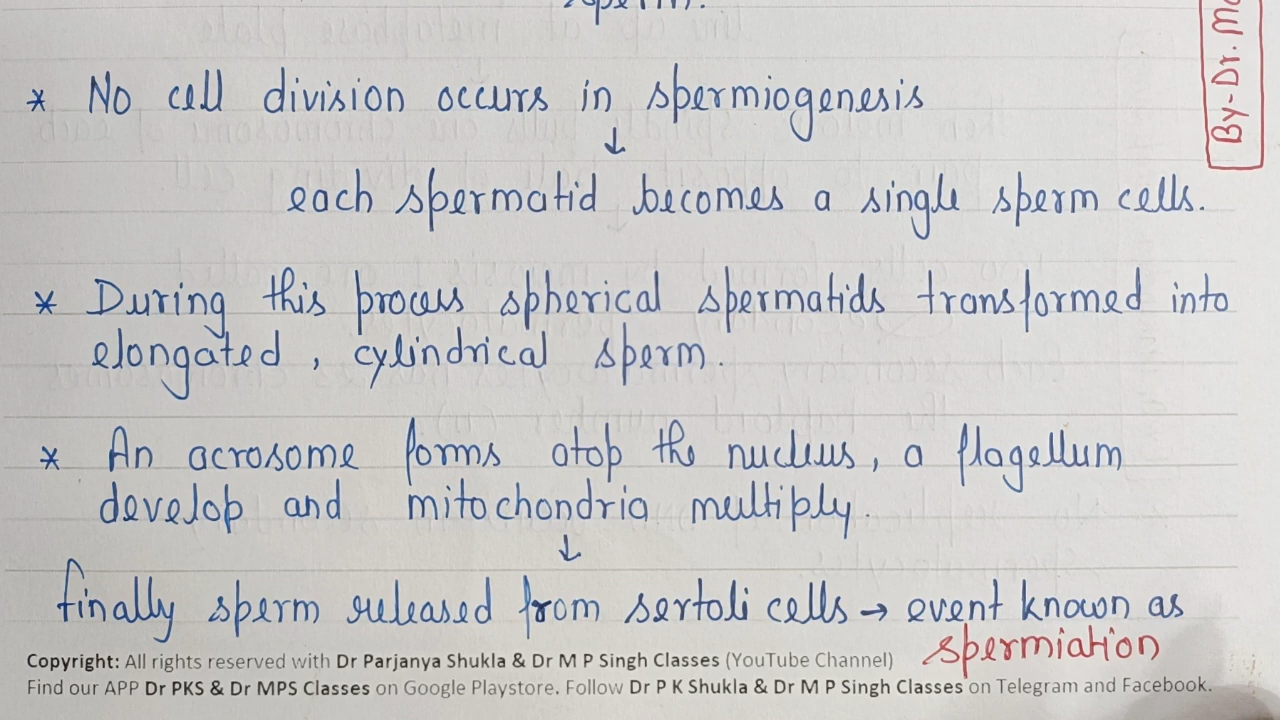 sperm.
* No cell division occurs in spermiogenesis
↓
each spermatid becomes a single sperm cells.
* During this process spherical spermatids transformed into
elongated, cylindrical sperm.
* An acrosome forms atop the nucleus, a flagellum
develop and mitochondria multiply.
↓
finally sperm released from sertoli cells → event known as
spermiation
By-Dr. M
Copyright: All rights reserved with Dr Parjanya Shukla & Dr M P Singh Classes (YouTube Channel)
Find our APP Dr PKS & Dr MPS Classes on Google Playstore. Follow Dr P K Shukla & Dr M P Singh Classes on Telegram and Facebook.